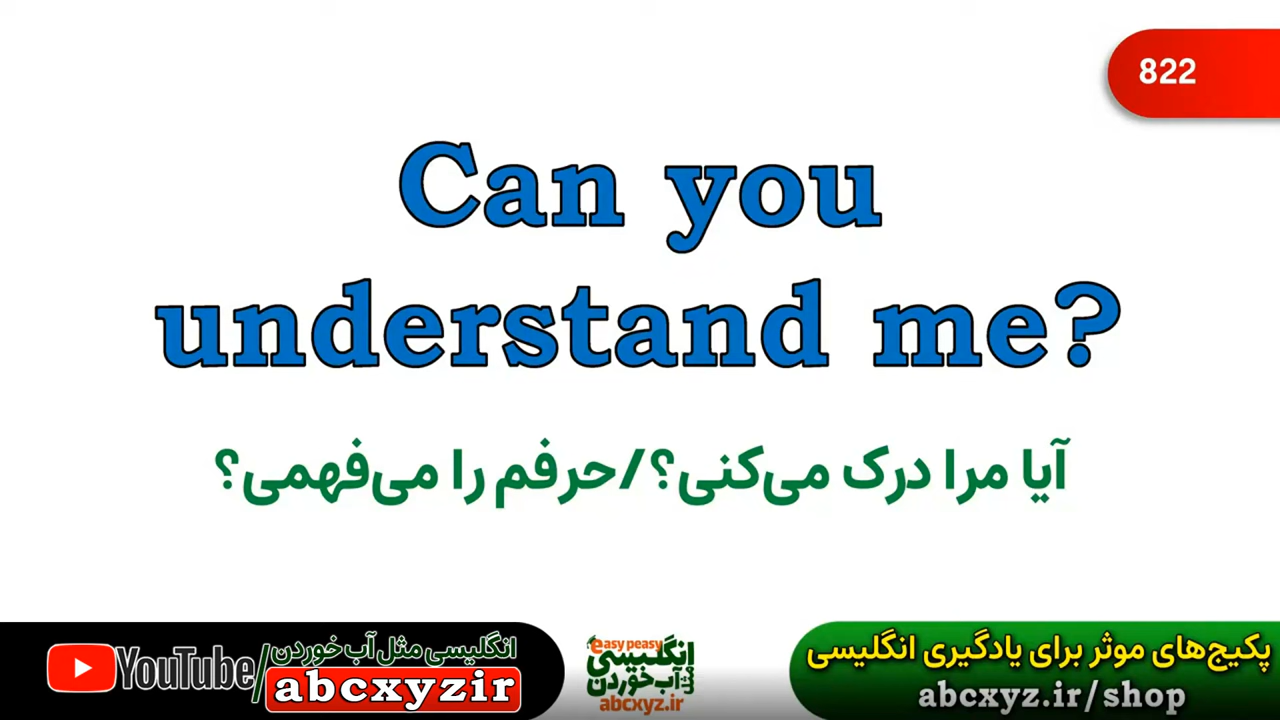 822
Can you
understand me?
آیا مرا درک می‌کنی؟/حرفم را می‌فهمی؟
YouTube/انگلیسی مثل آب خوردن
abcxyzir
easy peasy
انگلیسی
مثل آب خوردن
abcxyz.ir
پکیج‌های موثر برای یادگیری انگلیسی
abcxyz.ir/shop